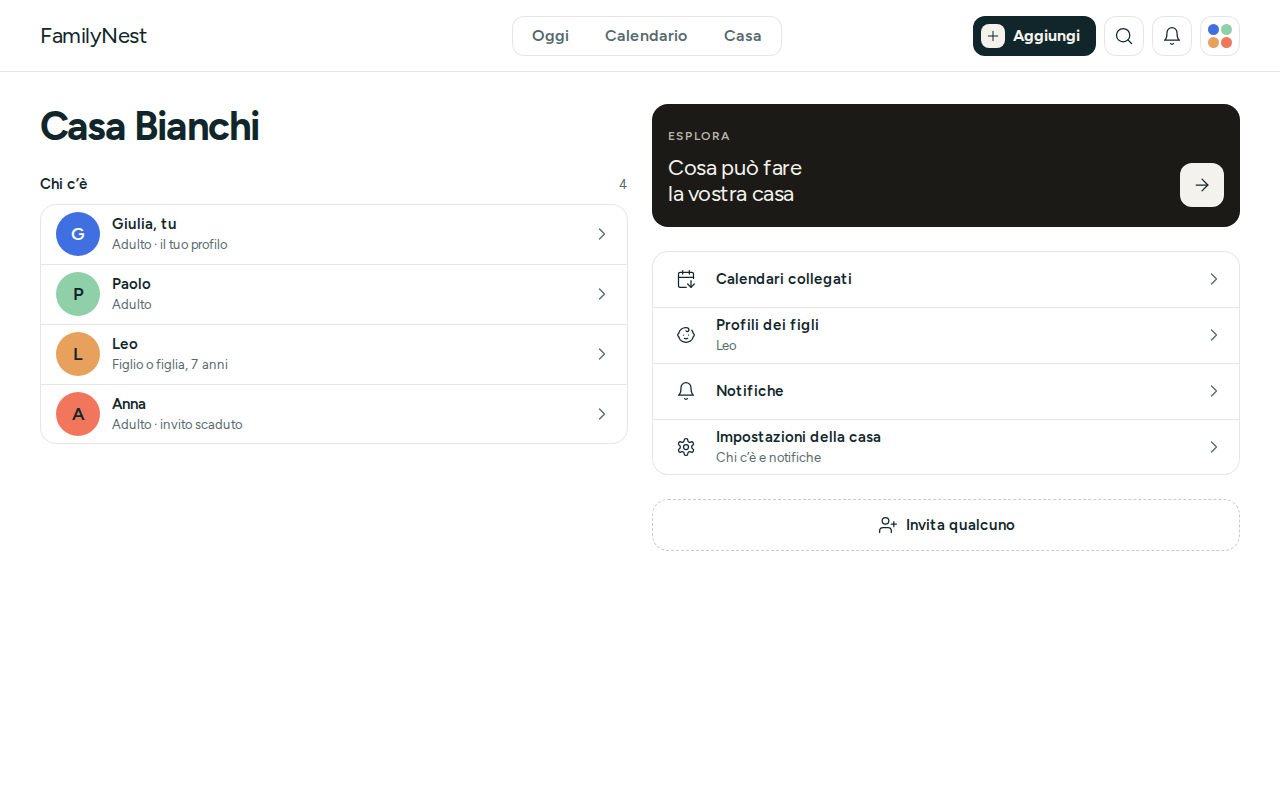 FamilyNest
Oggi
Calendario
Casa
Aggiungi
Casa Bianchi
Chi c’è
4
G
Giulia, tu
Adulto · il tuo profilo
P
Paolo
Adulto
L
Leo
Figlio o figlia, 7 anni
A
Anna
Adulto · invito scaduto
ESPLORA
Cosa può fare
la vostra casa
Calendari collegati
Profili dei figli
Leo
Notifiche
Impostazioni della casa
Chi c’è e notifiche
Invita qualcuno